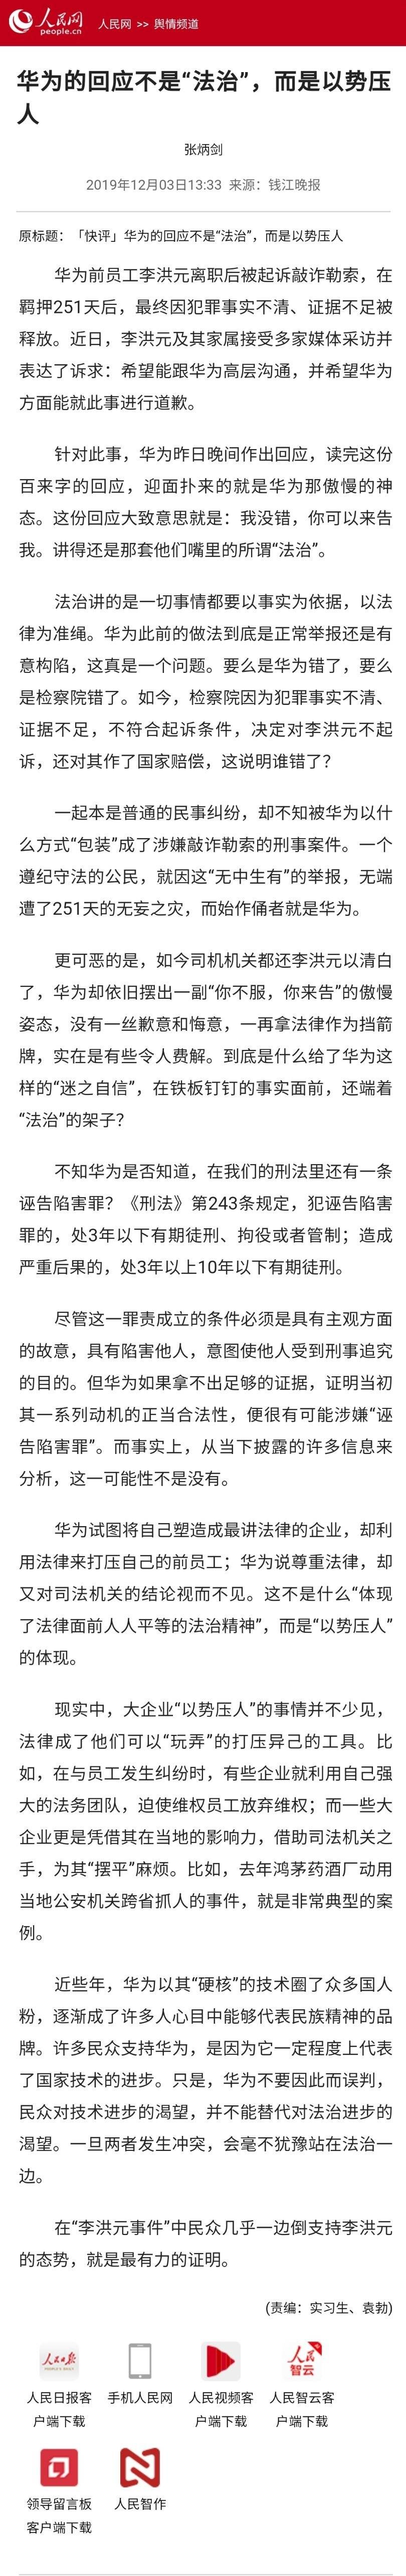 人民网
people.cn
人民网 >> 舆情频道
华为的回应不是“法治”，而是以势压
人
张炳剑
2019年12月03日13:33 来源：钱江晚报
原标题：「快评」华为的回应不是“法治”，而是以势压人
华为前员工李洪元离职后被起诉敲诈勒索，在
羁押251天后，最终因犯罪事实不清、证据不足被
释放。近日，李洪元及其家属接受多家媒体采访并
表达了诉求：希望能跟华为高层沟通，并希望华为
方面能就此事进行道歉。
针对此事，华为昨日晚间作出回应，读完这份
百来字的回应，迎面扑来的就是华为那傲慢的神
态。这份回应大致意思就是：我没错，你可以来告
我。讲得还是那套他们嘴里的所谓“法治”。
法治讲的是一切事情都要以事实为依据，以法
律为准绳。华为此前的做法到底是正常举报还是有
意构陷，这真是一个问题。要么是华为错了，要么
是检察院错了。如今，检察院因为犯罪事实不清、
证据不足，不符合起诉条件，决定对李洪元不起
诉，还对其作了国家赔偿，这说明谁错了？
一起本是普通的民事纠纷，却不知被华为以什
么方式“包装”成了涉嫌敲诈勒索的刑事案件。一个
遵纪守法的公民，就因这“无中生有”的举报，无端
遭了251天的无妄之灾，而始作俑者就是华为。
更可恶的是，如今司机机关都还李洪元以清白
了，华为却依旧摆出一副“你不服，你来告”的傲慢
姿态，没有一丝歉意和悔意，一再拿法律作为挡箭
牌，实在是有些令人费解。到底是什么给了华为这
样的“迷之自信”，在铁板钉钉的事实面前，还端着
“法治”的架子？
不知华为是否知道，在我们的刑法里还有一条
诬告陷害罪？《刑法》第243条规定，犯诬告陷害
罪的，处3年以下有期徒刑、拘役或者管制；造成
严重后果的，处3年以上10年以下有期徒刑。
尽管这一罪责成立的条件必须是具有主观方面
的故意，具有陷害他人，意图使他人受到刑事追究
的目的。但华为如果拿不出足够的证据，证明当初
其一系列动机的正当合法性，便很有可能涉嫌“诬
告陷害罪”。而事实上，从当下披露的许多信息来
分析，这一可能性不是没有。
华为试图将自己塑造成最讲法律的企业，却利
用法律来打压自己的前员工；华为说尊重法律，却
又对司法机关的结论视而不见。这不是什么“体现
了法律面前人人平等的法治精神”，而是“以势压人”
的体现。
现实中，大企业“以势压人”的事情并不少见，
法律成了他们可以“玩弄”的打压异己的工具。比
如，在与员工发生纠纷时，有些企业就利用自己强
大的法务团队，迫使维权员工放弃维权；而一些大
企业更是凭借其在当地的影响力，借助司法机关之
手，为其“摆平”麻烦。比如，去年鸿茅药酒厂动用
当地公安机关跨省抓人的事件，就是非常典型的案
例。
近些年，华为以其“硬核”的技术圈了众多国人
粉，逐渐成了许多人心目中能够代表民族精神的品
牌。许多民众支持华为，是因为它一定程度上代表
了国家技术的进步。只是，华为不要因此而误判，
民众对技术进步的渴望，并不能替代对法治进步的
渴望。一旦两者发生冲突，会毫不犹豫站在法治一
边。
在“李洪元事件”中民众几乎一边倒支持李洪元
的态势，就是最有力的证明。
(责编：实习生、袁勃)
人民日报
人民
智云
人民日报客 手机人民网 人民视频客 人民智云客
户端下载 户端下载 户端下载
领导留言板 人民智作
客户端下载